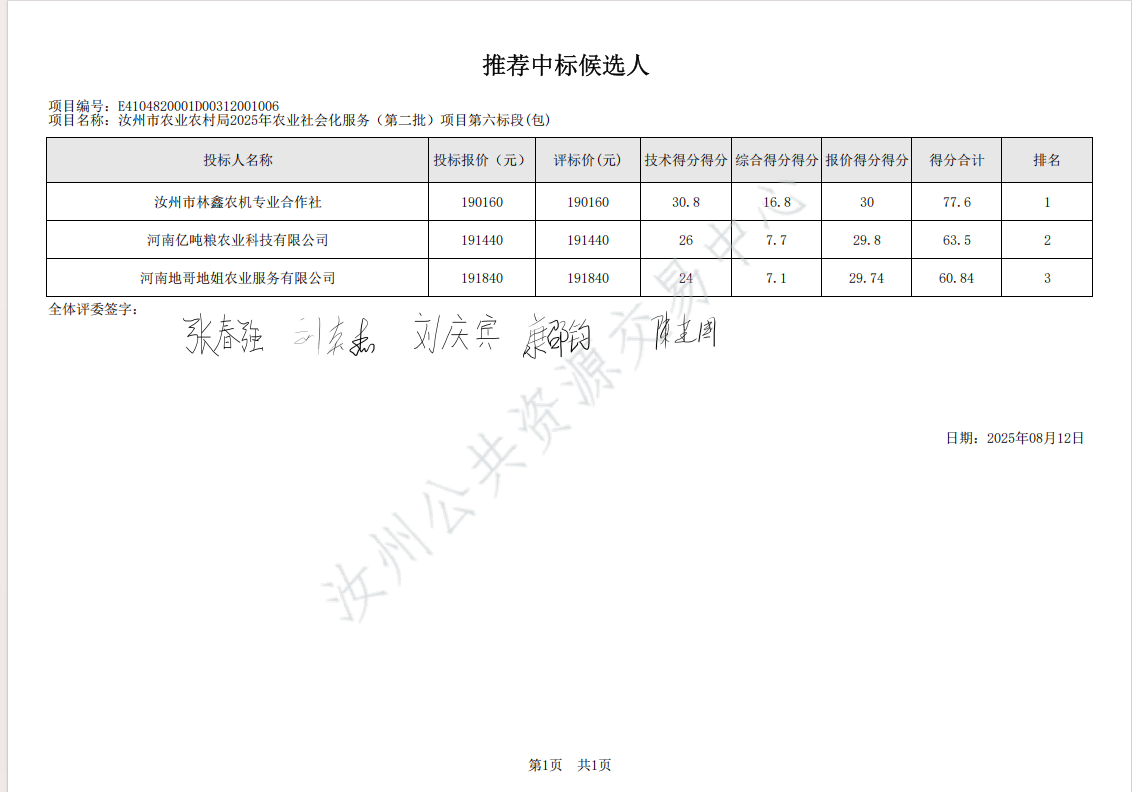 推荐中标候选人
项目编号：E4104820001D00312001006
项目名称：汝州市农业农村局2025年农业社会化服务（第二批）项目第六标段(包)
投标人名称 投标报价（元） 评标价(元) 技术得分得分 综合得分得分 报价得分得分 得分合计 排名
汝州市林鑫农机专业合作社 190160 190160 30.8 16.8 30 77.6 1
河南亿吨粮农业科技有限公司 191440 191440 26 7.7 29.8 63.5 2
河南地哥地姐农业服务有限公司 191840 191840 24 7.1 29.74 60.84 3
全体评委签字：
张春强 刘庆宾 陈建国
日期：2025年08月12日
汝州公共资源交易中心
第1页 共1页